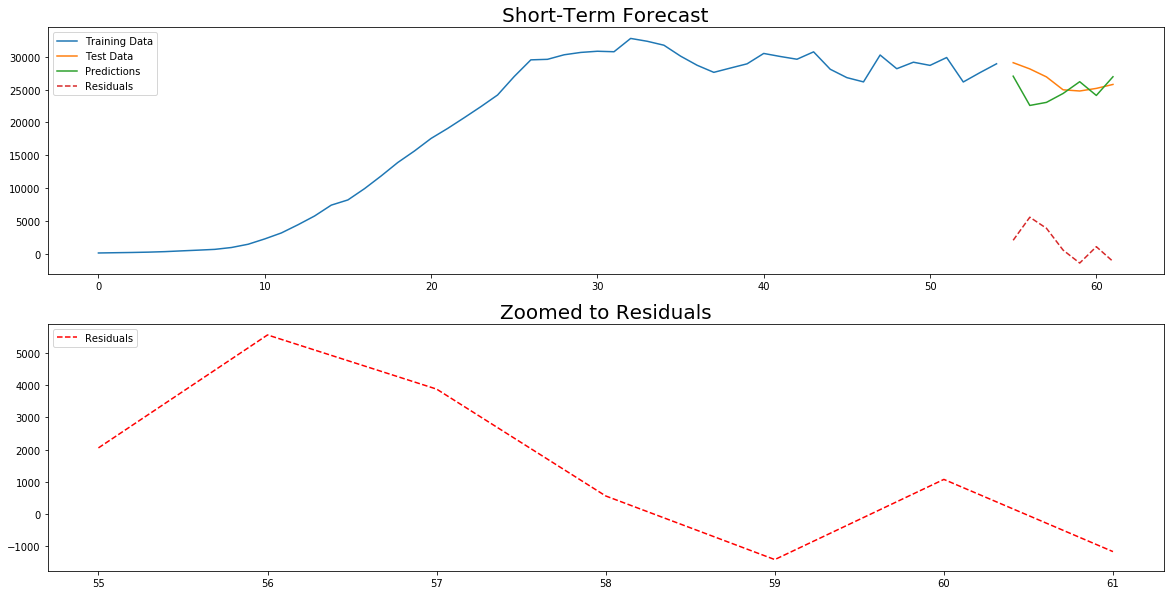 Short-Term Forecast
Training Data
Test Data
Predictions
Residuals
30000
25000
20000
15000
10000
5000
0
0 10 20 30 40 50 60
Zoomed to Residuals
Residuals
5000
4000
3000
2000
1000
0
−1000
55 56 57 58 59 60 61